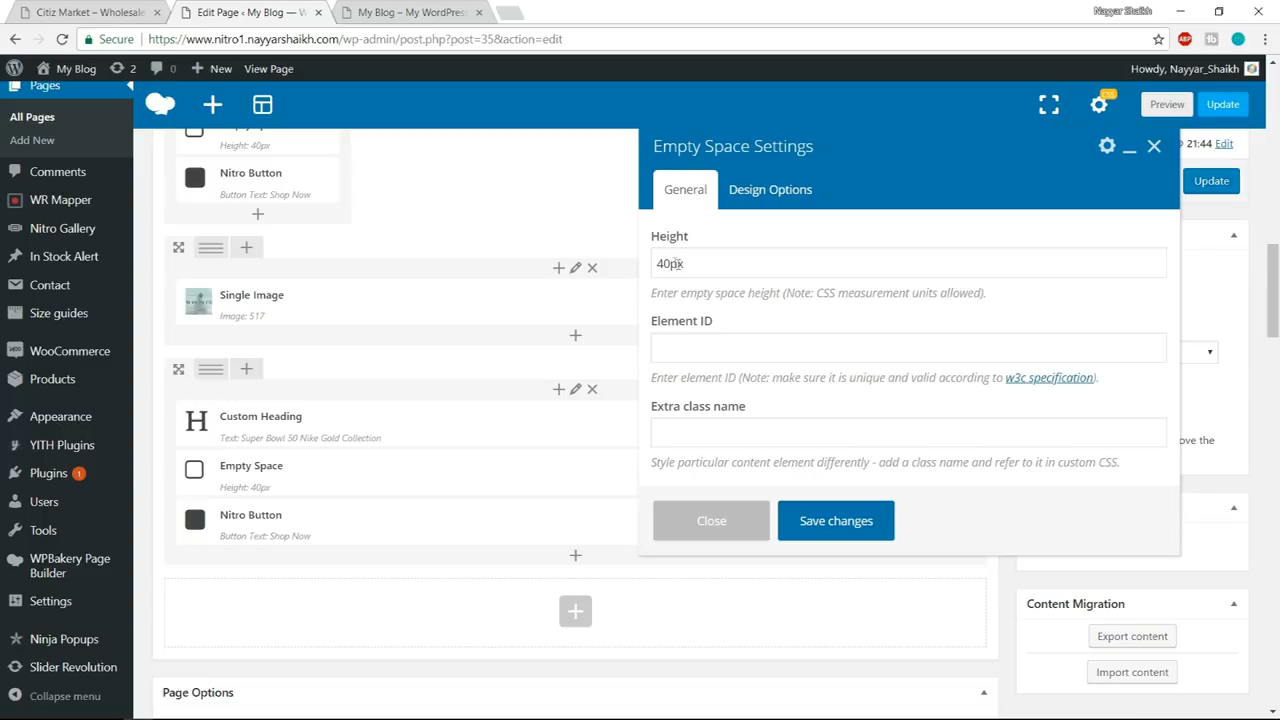 Citiz Market – Wholesale
Edit Page ‹ My Blog — W
My Blog – My WordPress
Nayyar Shaikh
Secure
https://www.nitro1.nayyarshaikh.com/wp-admin/post.php?post=35&action=edit
ABP
My Blog 2 0 New View Page
Howdy, Nayyar_Shaikh
Pages
All Pages
Add New
Comments
WR Mapper
Nitro Gallery
In Stock Alert
Contact
Size guides
WooCommerce
Products
Appearance
YITH Plugins
Plugins 1
Users
Tools
WPBakery Page
Builder
Settings
Ninja Popups
Slider Revolution
Collapse menu
CSS
Preview
Update
Height: 40px
Nitro Button
Button Text: Shop Now
Single Image
Image: 517
H
Custom Heading
Text: Super Bowl 50 Nike Gold Collection
Empty Space
Height: 40px
Nitro Button
Button Text: Shop Now
Page Options
Empty Space Settings
General
Design Options
Height
40px
Enter empty space height (Note: CSS measurement units allowed).
Element ID
Enter element ID (Note: make sure it is unique and valid according to w3c specification).
Extra class name
Style particular content element differently - add a class name and refer to it in custom CSS.
Close
Save changes
21:44 Edit
Update
ove the
Content Migration
Export content
Import content